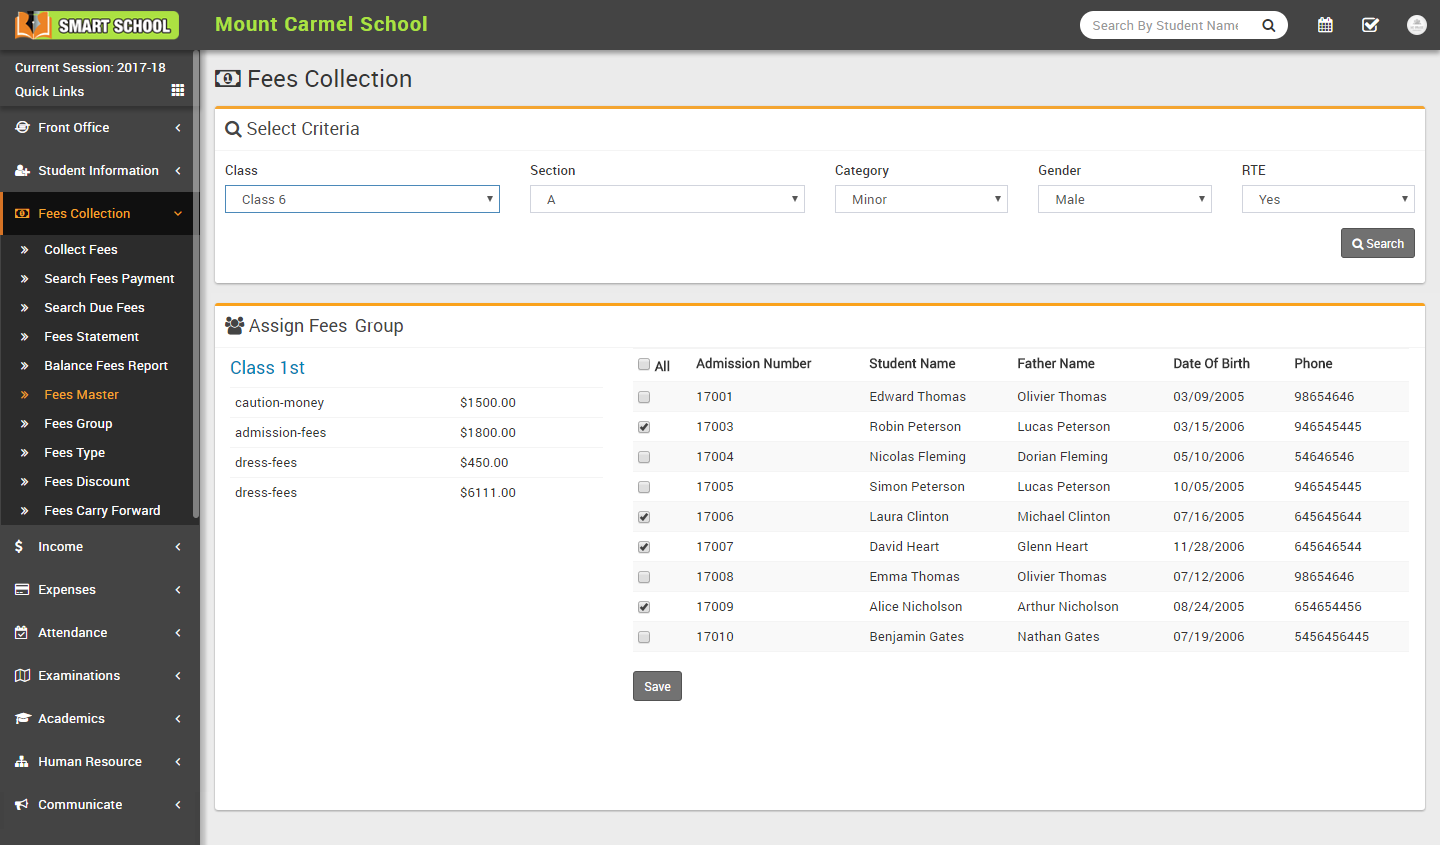 SMART SCHOOL
Mount Carmel School
Search By Student Name
Current Session: 2017-18
Quick Links
Front Office
Student Information
Fees Collection
Collect Fees
Search Fees Payment
Search Due Fees
Fees Statement
Balance Fees Report
Fees Master
Fees Group
Fees Type
Fees Discount
Fees Carry Forward
Income
Expenses
Attendance
Examinations
Academics
Human Resource
Communicate
Fees Collection
Select Criteria
Class Section Category Gender RTE
Class 6 A Minor Male Yes
Search
Assign Fees Group
Class 1st
caution-money $1500.00
admission-fees $1800.00
dress-fees $450.00
dress-fees $6111.00
All Admission Number Student Name Father Name Date Of Birth Phone
17001 Edward Thomas Olivier Thomas 03/09/2005 98654646
17003 Robin Peterson Lucas Peterson 03/15/2006 946545445
17004 Nicolas Fleming Dorian Fleming 05/10/2006 54646546
17005 Simon Peterson Lucas Peterson 10/05/2005 946545445
17006 Laura Clinton Michael Clinton 07/16/2005 645645644
17007 David Heart Glenn Heart 11/28/2006 645646544
17008 Emma Thomas Olivier Thomas 07/12/2006 98654646
17009 Alice Nicholson Arthur Nicholson 08/24/2005 654654456
17010 Benjamin Gates Nathan Gates 07/19/2006 5456456445
Save